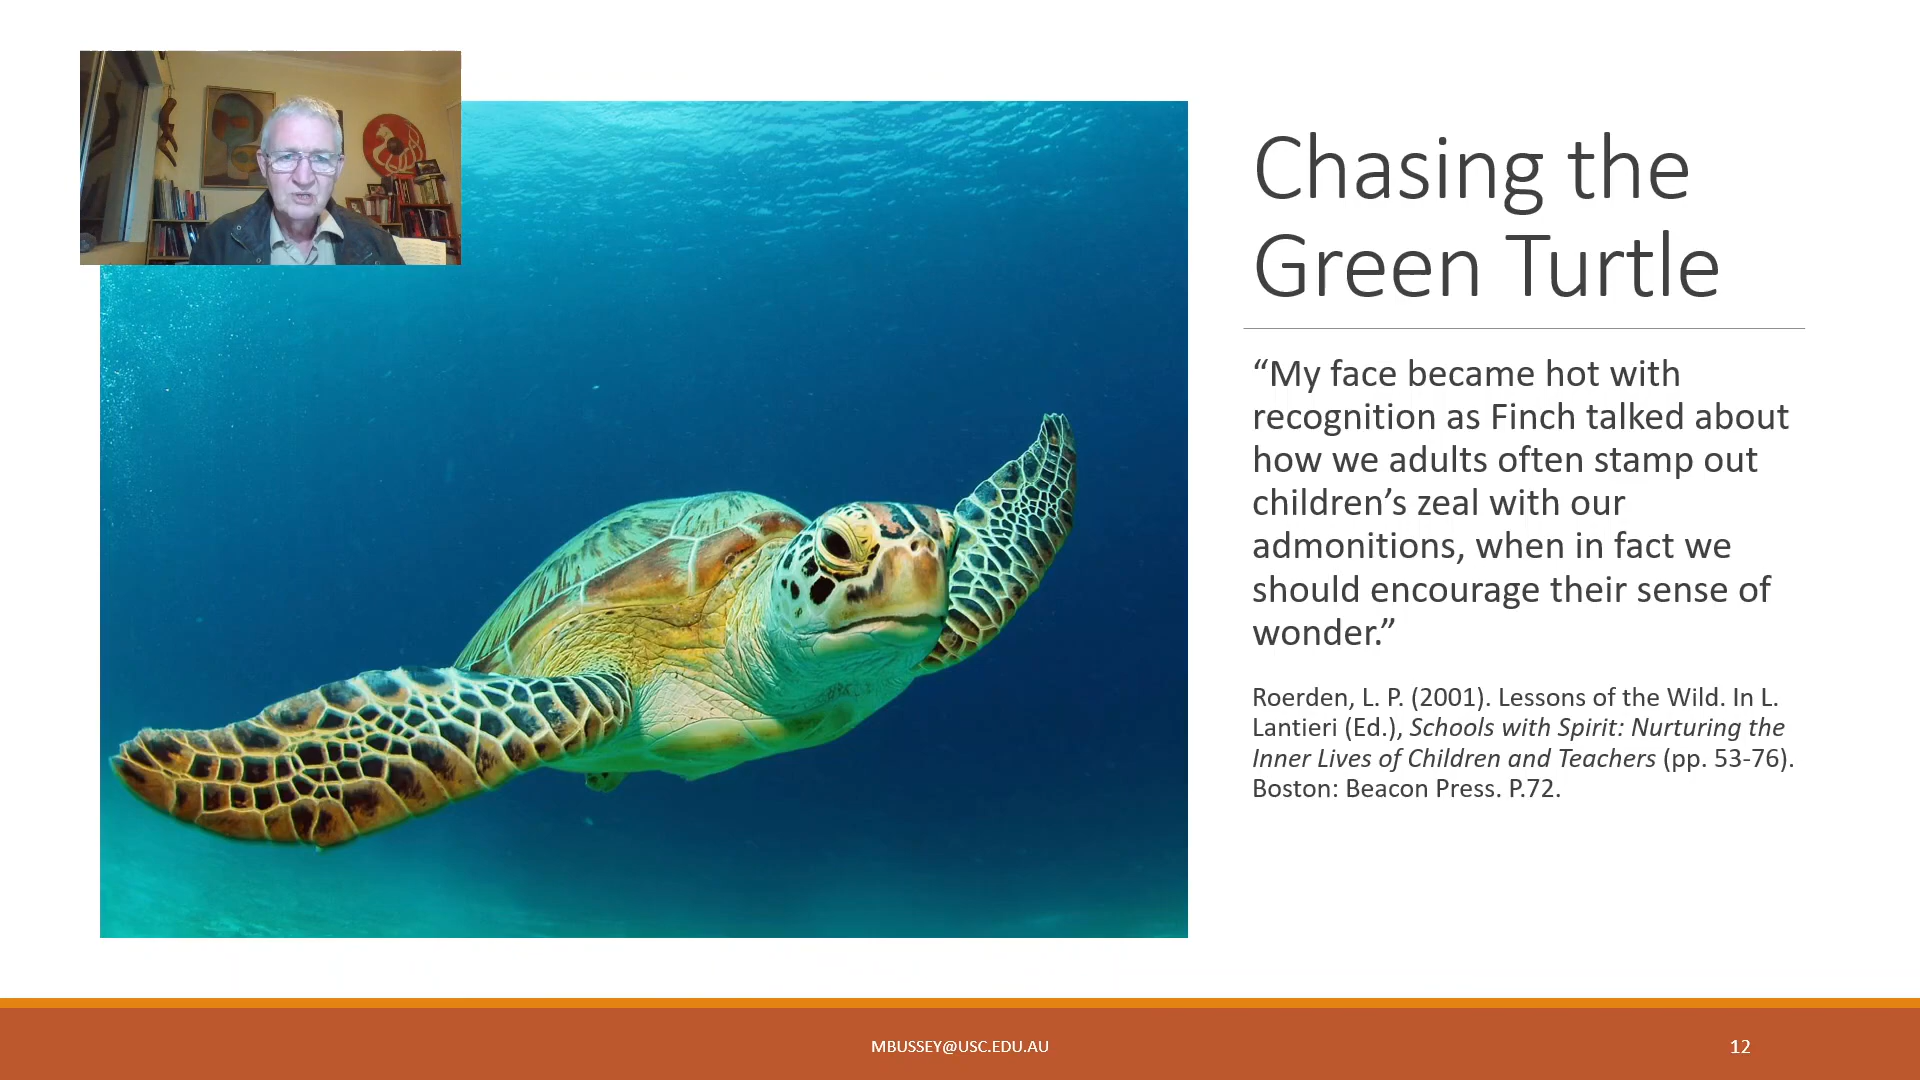 Chasing the
Green Turtle
“My face became hot with
recognition as Finch talked about
how we adults often stamp out
children’s zeal with our
admonitions, when in fact we
should encourage their sense of
wonder.”
Roerden, L. P. (2001). Lessons of the Wild. In L.
Lantieri (Ed.), Schools with Spirit: Nurturing the
Inner Lives of Children and Teachers (pp. 53-76).
Boston: Beacon Press. P.72.
MBUSSEY@USC.EDU.AU
12